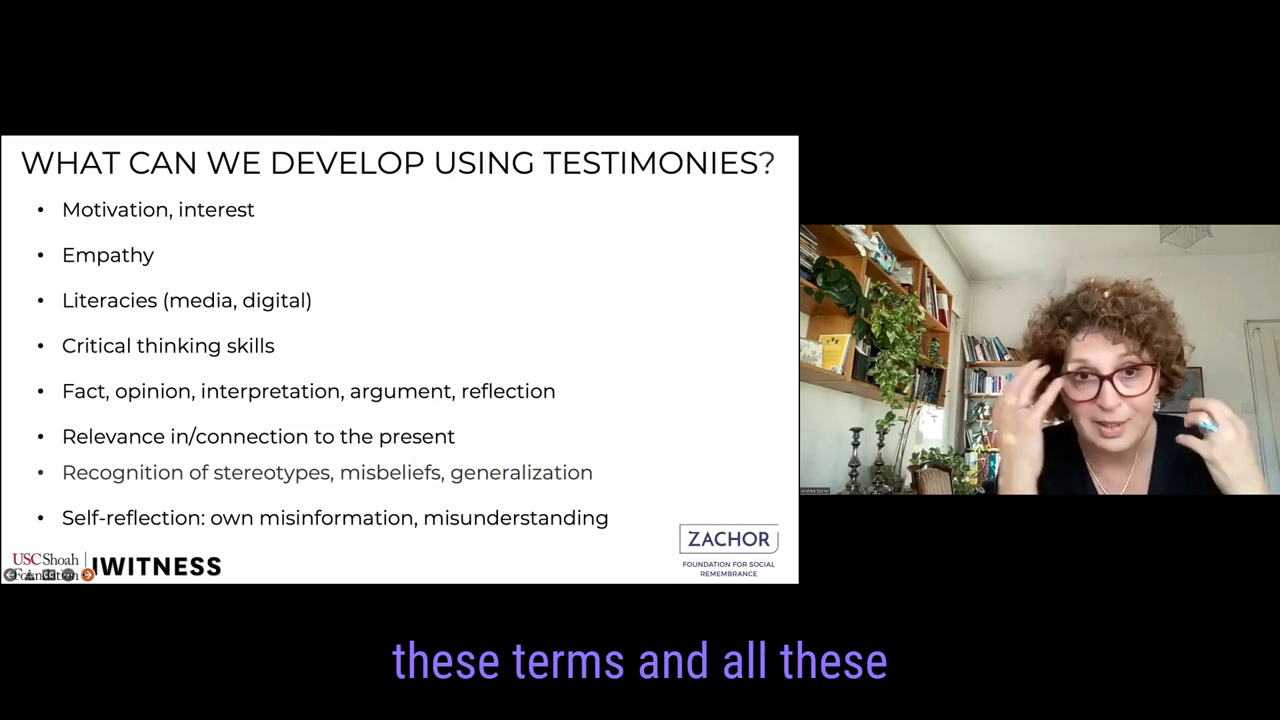 WHAT CAN WE DEVELOP USING TESTIMONIES?
• Motivation, interest
• Empathy
• Literacies (media, digital)
• Critical thinking skills
• Fact, opinion, interpretation, argument, reflection
• Relevance in/connection to the present
• Recognition of stereotypes, misbeliefs, generalization
• Self-reflection: own misinformation, misunderstanding
USC Shoah
Foundation
IWITNESS
ZACHOR
FOUNDATION FOR SOCIAL
REMEMBRANCE
these terms and all these